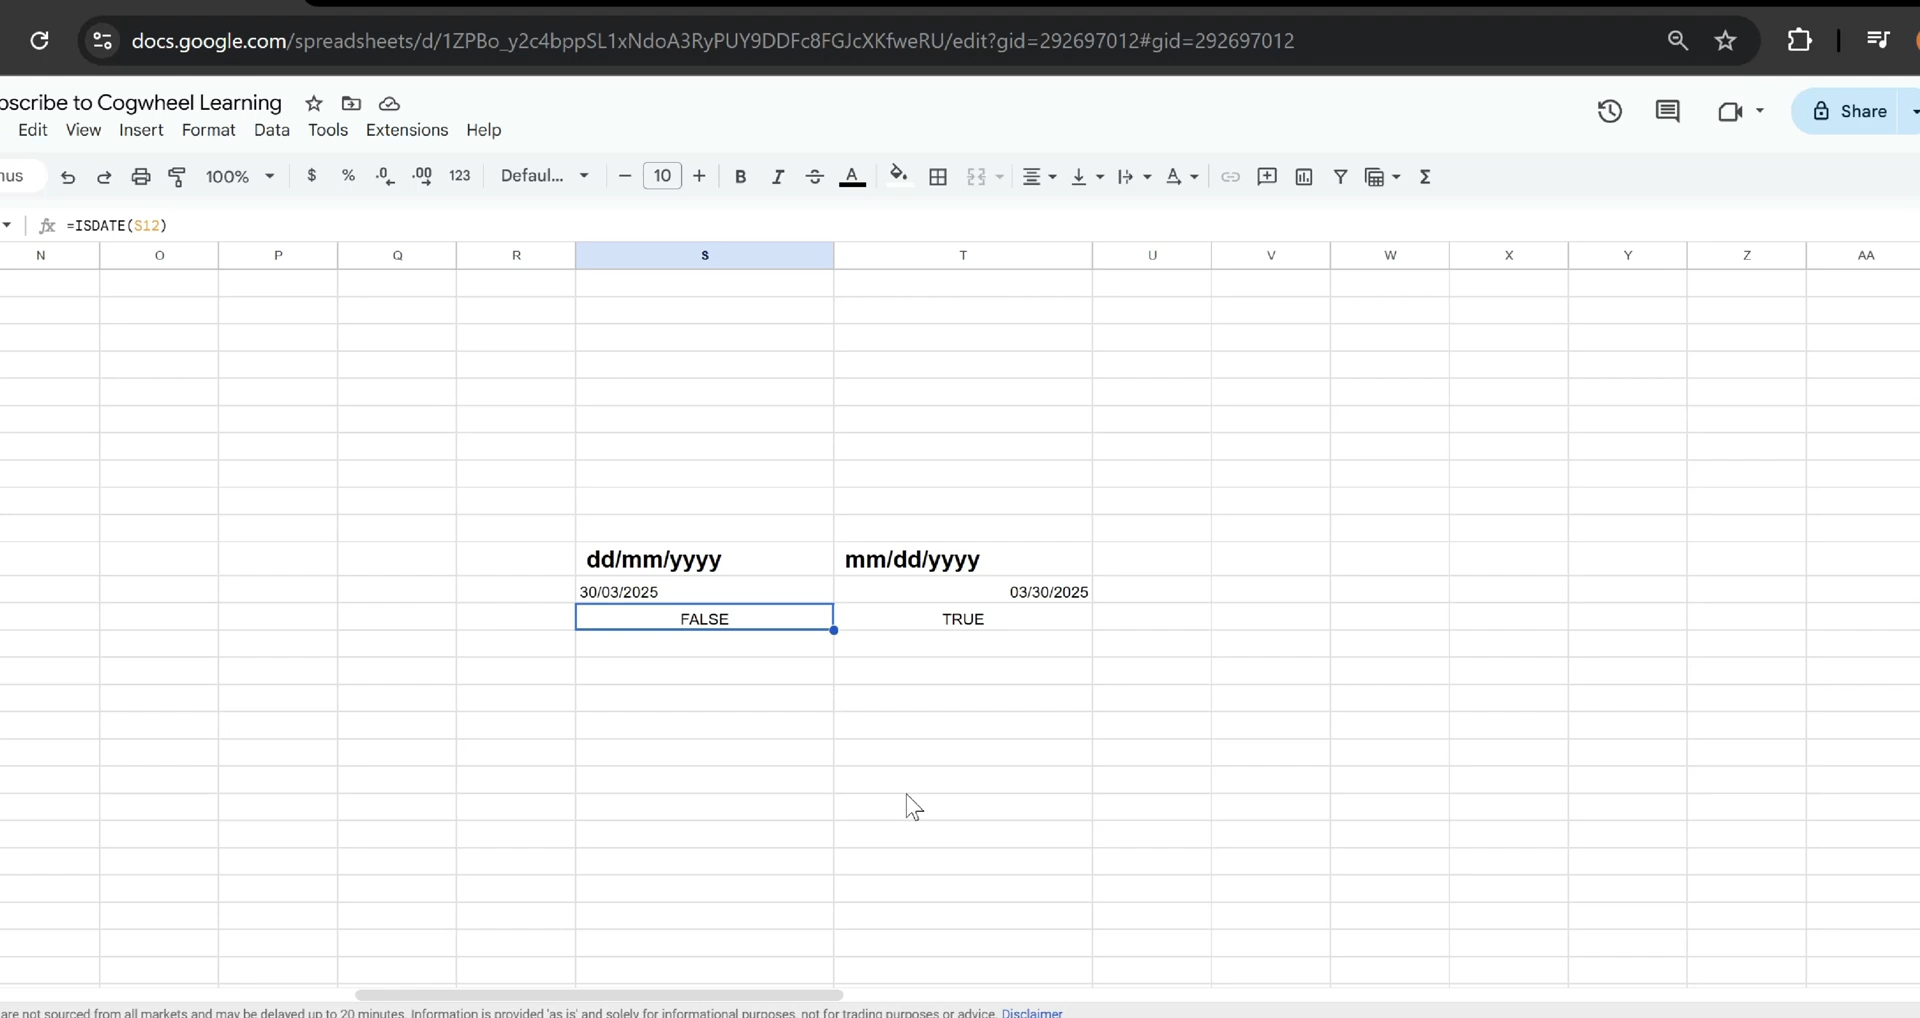 docs.google.com/spreadsheets/d/1ZPBo_y2c4bppSL1xNdoA3RyPUY9DDFc8FGJcXKfweRU/edit?gid=292697012#gid=292697012
oscribe to Cogwheel Learning
Share
Edit View Insert Format Data Tools Extensions Help
nus 100% $ % .0 .00 123 Defaul... − 10 + B I S A A Σ
fx =ISDATE(S12)
N O P Q R S T U V W X Y Z AA
dd/mm/yyyy mm/dd/yyyy
30/03/2025 03/30/2025
FALSE TRUE
are not sourced from all markets and may be delayed up to 20 minutes. Information is provided 'as is' and solely for informational purposes, not for trading purposes or advice. Disclaimer